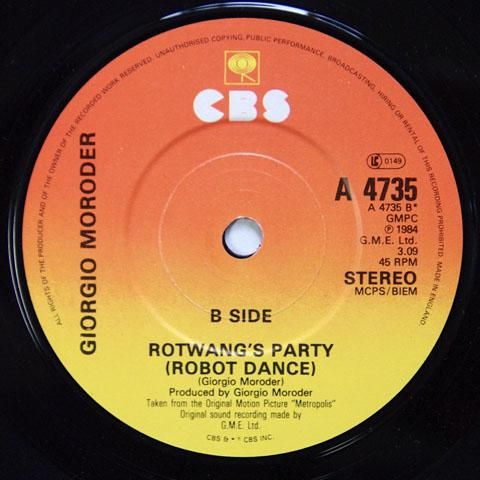 ALL RIGHTS OF THE PRODUCER AND OF THE OWNER OF THE RECORDED WORK RESERVED. UNAUTHORISED COPYING, PUBLIC PERFORMANCE, BROADCASTING, HIRING OR RENTAL OF THIS RECORDING PROHIBITED. MADE IN ENGLAND.
CBS
GIORGIO MORODER
LC 0149
A 4735
A 4735 B*
GMPC
℗ 1984
G.M.E. Ltd.
3.09
45 RPM
STEREO
MCPS/BIEM
B SIDE
ROTWANG'S PARTY
(ROBOT DANCE)
(Giorgio Moroder)
Produced by Giorgio Moroder
Taken from the Original Motion Picture "Metropolis"
Original sound recording made by
G.M.E. Ltd.
CBS & CBS INC.